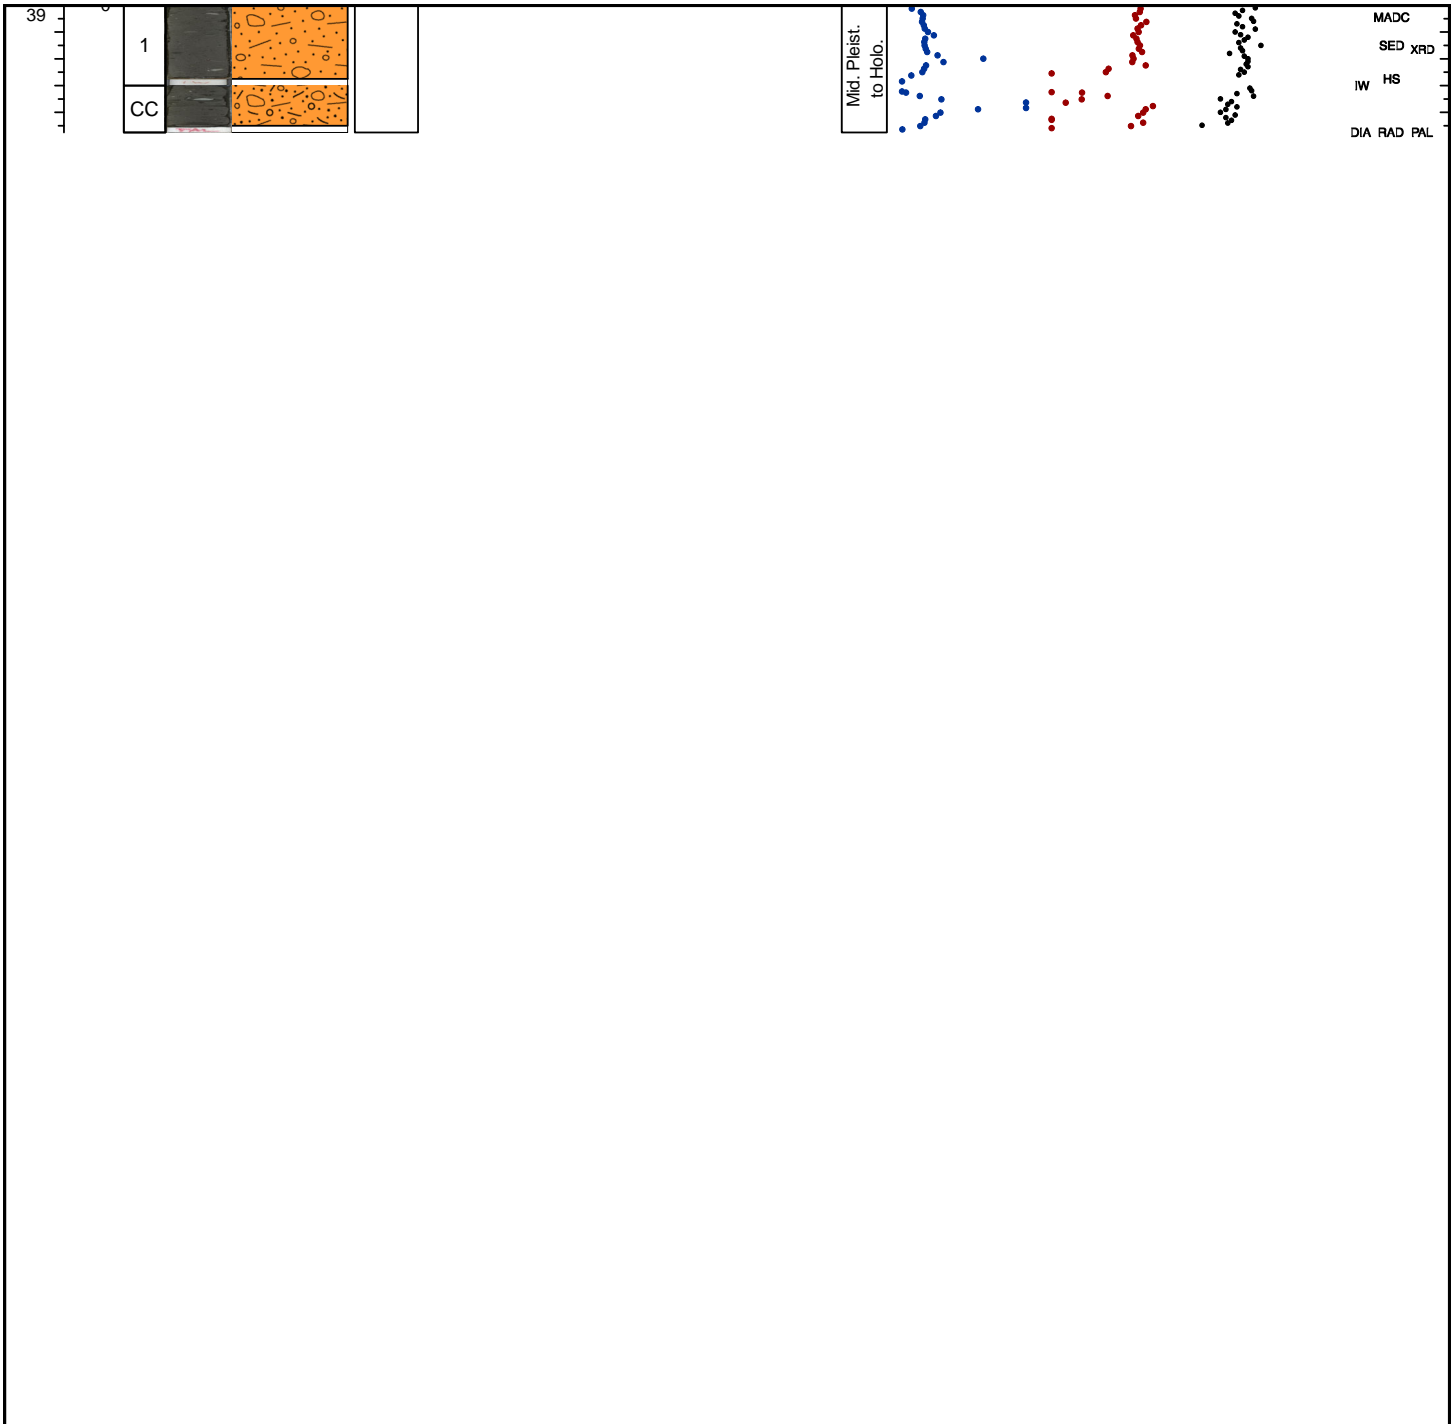 39
1
CC
Mid. Pleist.
to Holo.
MADC
SED XRD
HS
IW
DIA RAD PAL